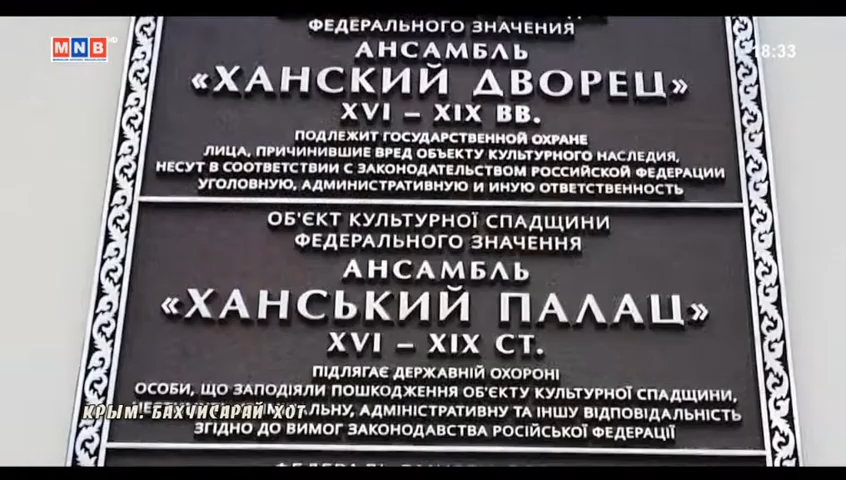 MNB HD
18:33
ФЕДЕРАЛЬНОГО ЗНАЧЕНИЯ
АНСАМБЛЬ
«ХАНСКИЙ ДВОРЕЦ»
XVI – XIX ВВ.
ПОДЛЕЖИТ ГОСУДАРСТВЕННОЙ ОХРАНЕ
ЛИЦА, ПРИЧИНИВШИЕ ВРЕД ОБЪЕКТУ КУЛЬТУРНОГО НАСЛЕДИЯ,
НЕСУТ В СООТВЕТСТВИИ С ЗАКОНОДАТЕЛЬСТВОМ РОССИЙСКОЙ ФЕДЕРАЦИИ
УГОЛОВНУЮ, АДМИНИСТРАТИВНУЮ И ИНУЮ ОТВЕТСТВЕННОСТЬ
ОБ'ЄКТ КУЛЬТУРНОЇ СПАДЩИНИ
ФЕДЕРАЛЬНОГО ЗНАЧЕННЯ
АНСАМБЛЬ
«ХАНСЬКИЙ ПАЛАЦ»
XVI – XIX СТ.
ПІДЛЯГАЄ ДЕРЖАВНІЙ ОХОРОНІ
ОСОБИ, ЩО ЗАПОДІЯЛИ ПОШКОДЖЕННЯ ОБ'ЄКТУ КУЛЬТУРНОЇ СПАДЩИНИ,
АДМІНІСТРАТИВНУ ТА ІНШУ ВІДПОВІДАЛЬНІСТЬ
КРЫМ. БАХЧИСАРАЙ ХОТ
ЗГІДНО ДО ВИМОГ ЗАКОНОДАВСТВА РОСІЙСЬКОЇ ФЕДЕРАЦІЇ